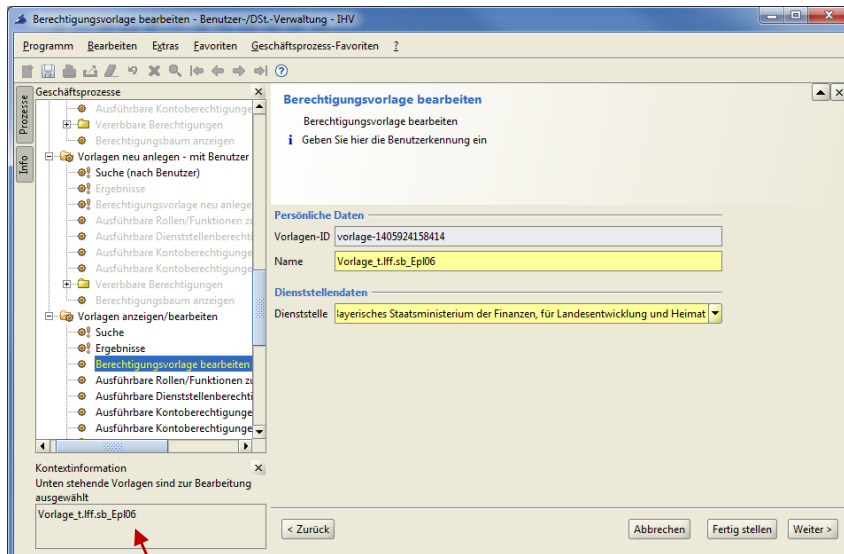 Berechtigungsvorlage bearbeiten - Benutzer-/DSt.-Verwaltung - IHV
Programm Bearbeiten Extras Favoriten Geschäftsprozess-Favoriten ?
Prozesse
Info
Geschäftsprozesse
Ausführbare Kontoberechtigunge
Vererbbare Berechtigungen
Berechtigungsbaum anzeigen
Vorlagen neu anlegen - mit Benutzer
Suche (nach Benutzer)
Ergebnisse
Berechtigungsvorlage neu anlege
Ausführbare Rollen/Funktionen zu
Ausführbare Dienststellenberechti
Ausführbare Kontoberechtigunge
Ausführbare Kontoberechtigunge
Vererbbare Berechtigungen
Berechtigungsbaum anzeigen
Vorlagen anzeigen/bearbeiten
Suche
Ergebnisse
Berechtigungsvorlage bearbeiten
Ausführbare Rollen/Funktionen zu
Ausführbare Dienststellenberechti
Ausführbare Kontoberechtigunge
Ausführbare Kontoberechtigunge
Kontextinformation
Unten stehende Vorlagen sind zur Bearbeitung
ausgewählt
Vorlage_t.lff.sb_Epl06
Berechtigungsvorlage bearbeiten
Berechtigungsvorlage bearbeiten
i Geben Sie hier die Benutzerkennung ein
Persönliche Daten
Vorlagen-ID vorlage-1405924158414
Name Vorlage_t.lff.sb_Epl06
Dienststellendaten
Dienststelle ayerisches Staatsministerium der Finanzen, für Landesentwicklung und Heimat
< Zurück Abbrechen Fertig stellen Weiter >